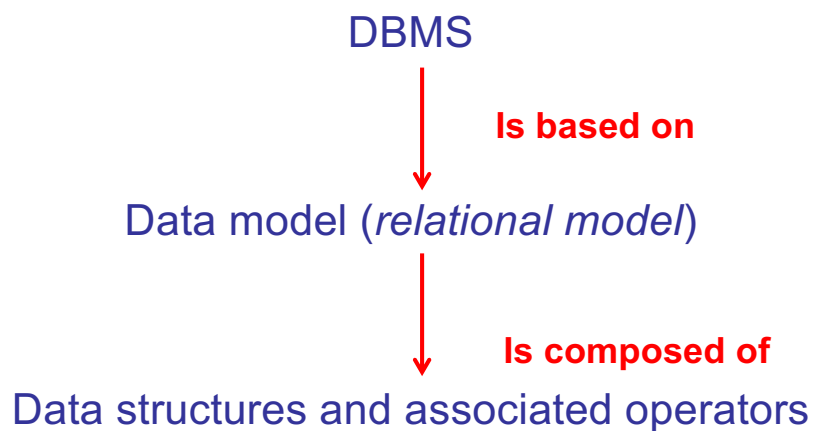 DBMS
Is based on
Data model (relational model)
Is composed of
Data structures and associated operators